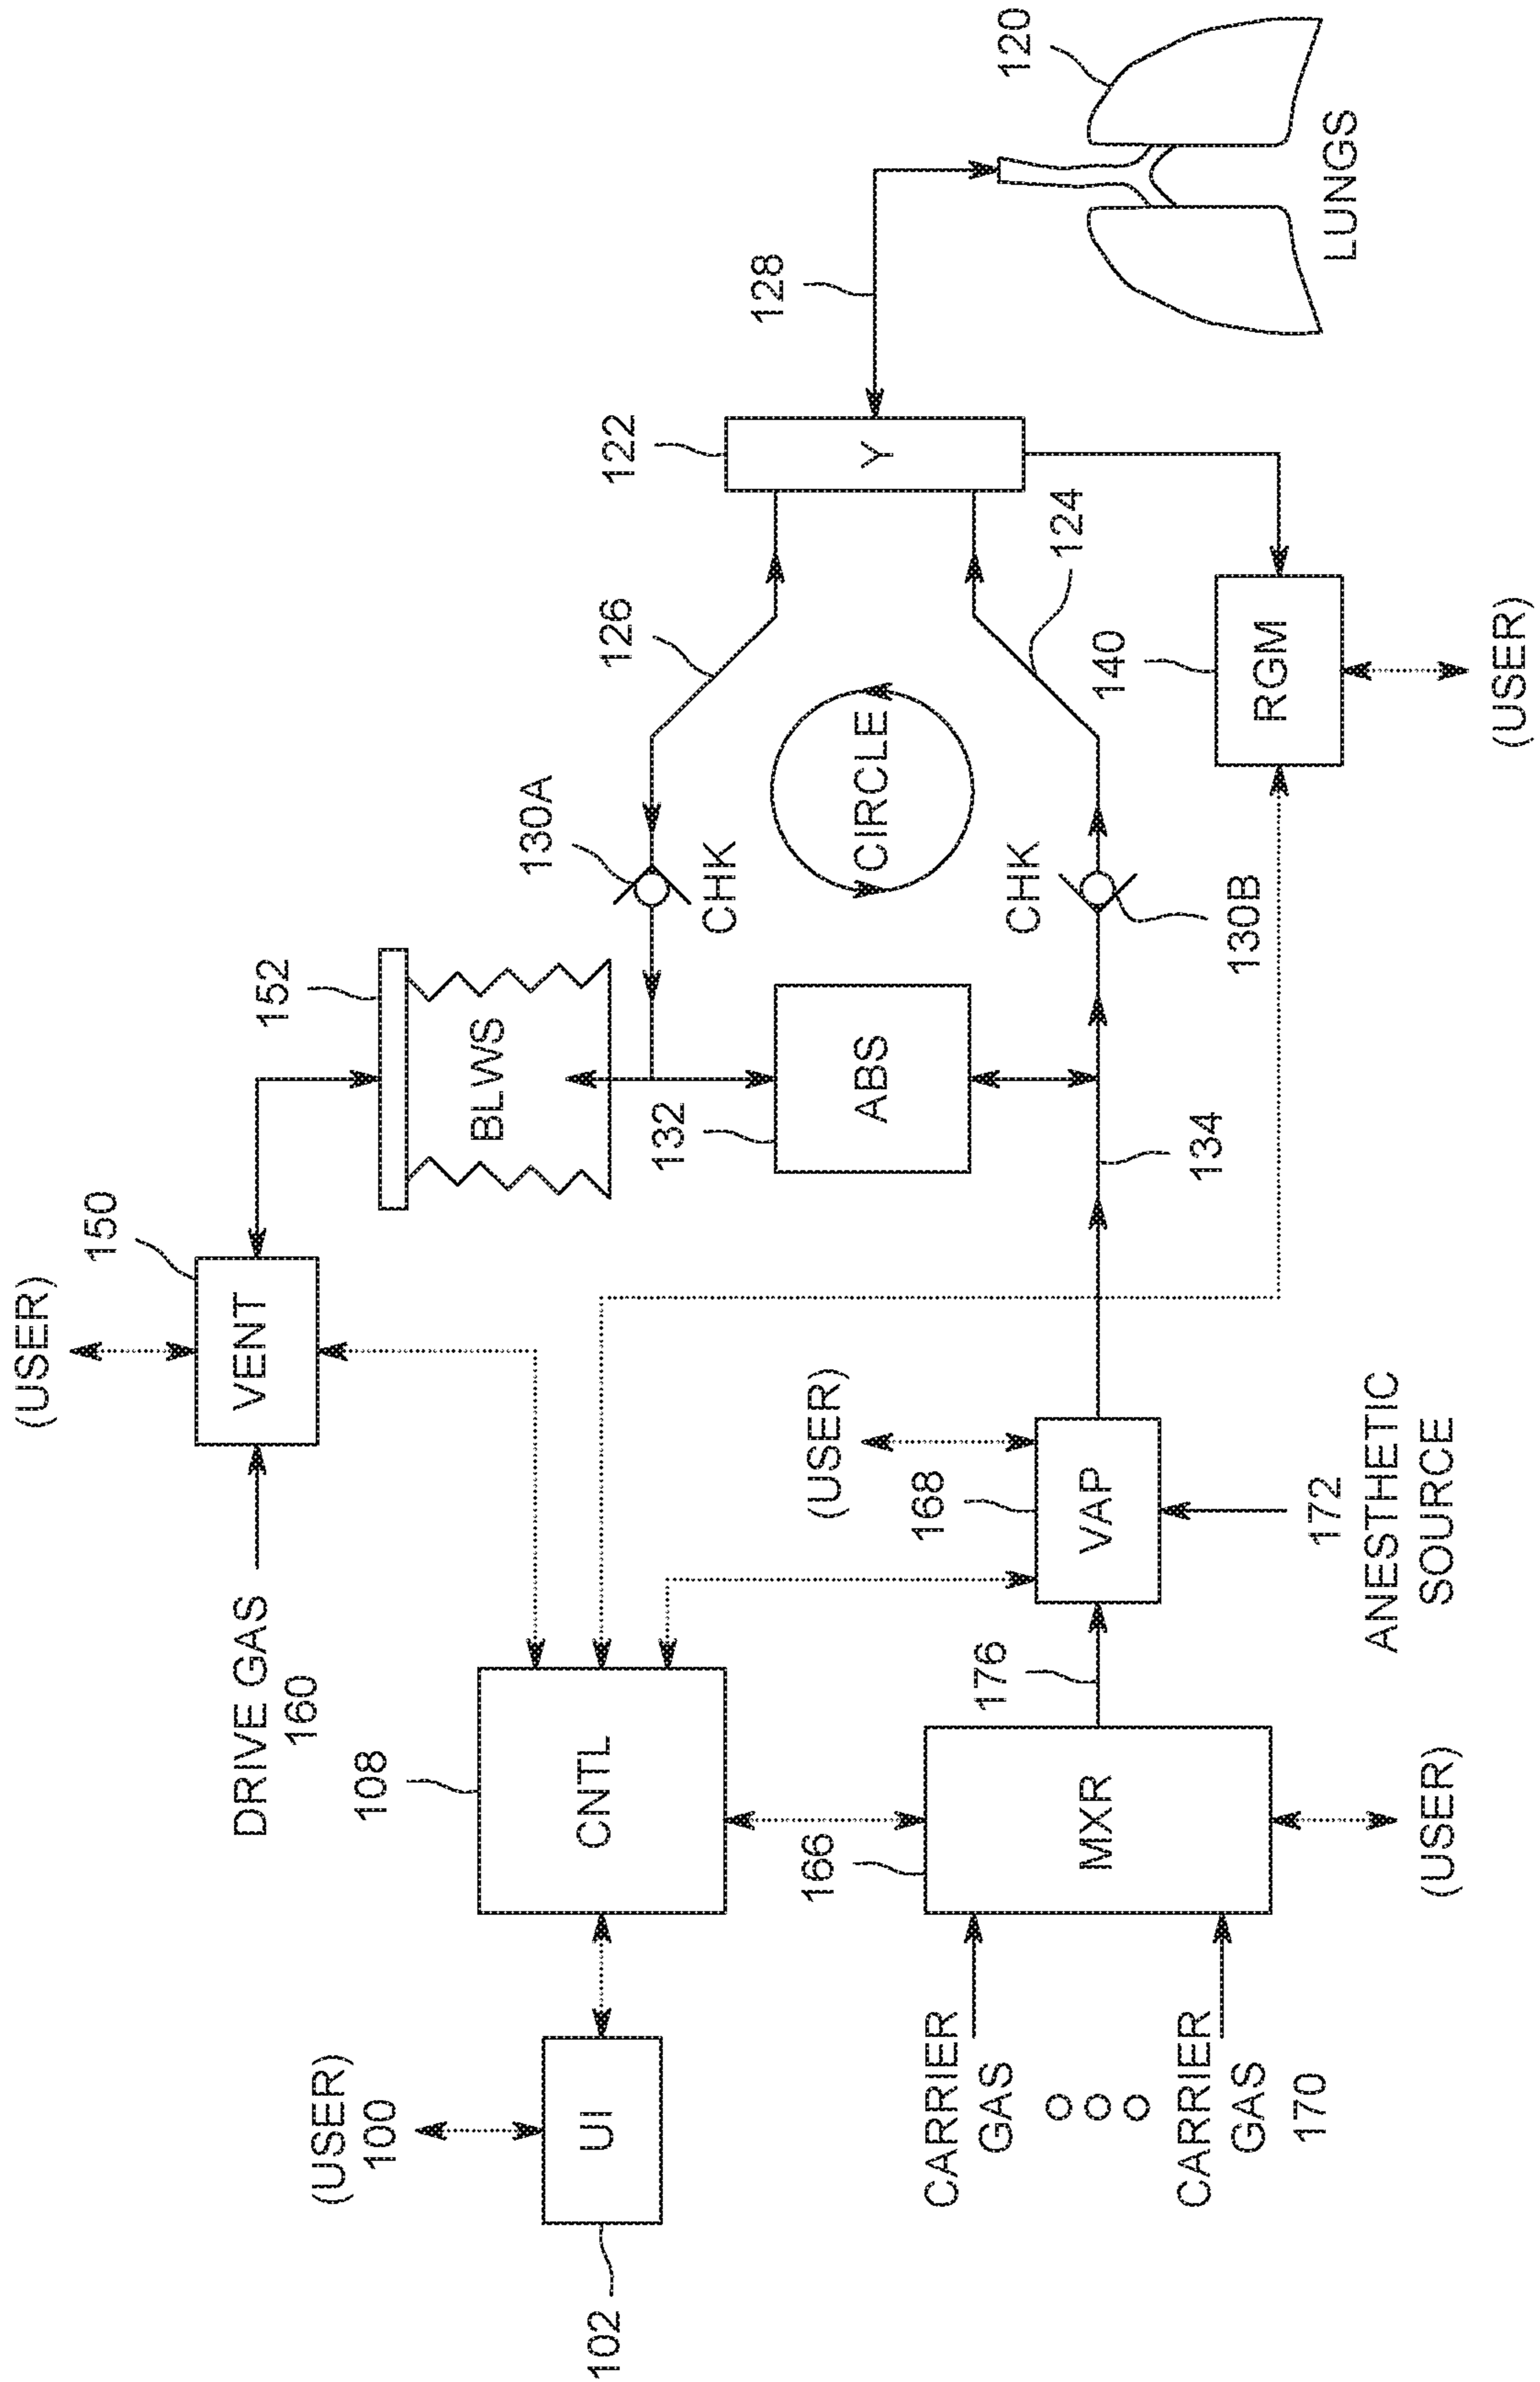 (USER)
100
UI
102
CARRIER
GAS
CARRIER
GAS
170
DRIVE GAS
160
108
CNTL
166
MXR
(USER)
176
(USER)
150
VENT
(USER)
168
VAP
172
ANESTHETIC
SOURCE
152
BLWS
132
ABS
134
130A
CHK
CHK
130B
CIRCLE
126
124
140
RGM
(USER)
122
Y
128
120
LUNGS